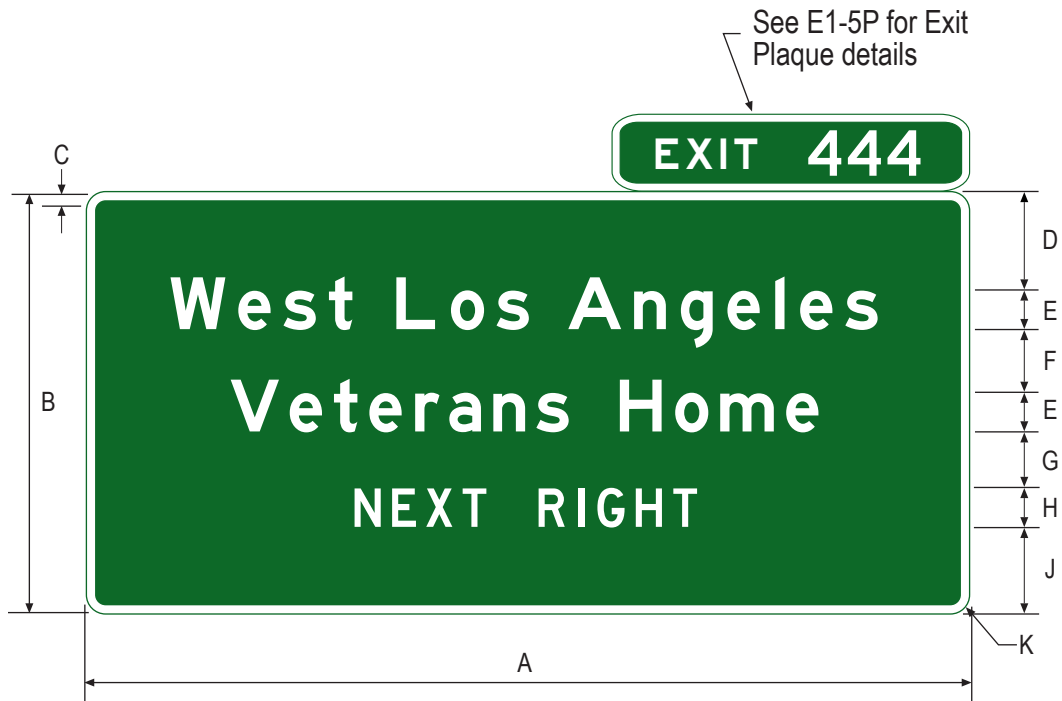 See E1-5P for Exit
Plaque details
EXIT 444
C
D
West Los Angeles
E
F
B
Veterans Home
E
G
NEXT RIGHT
H
J
K
A